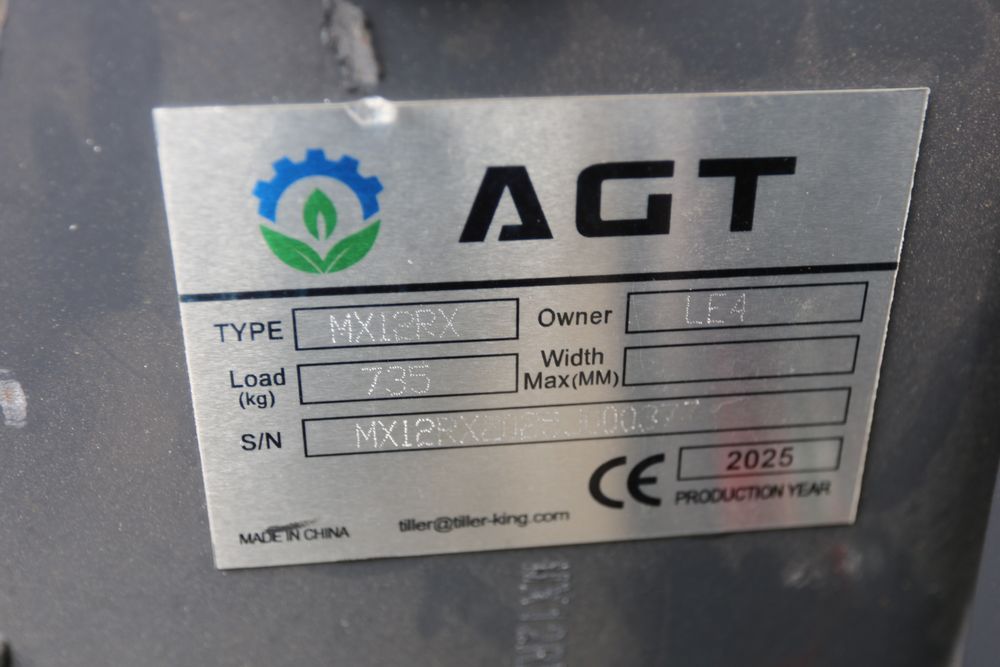 AGT
TYPE MX12RX Owner LE4
Load (kg) 735 Width Max(MM)
S/N
CE 2025
PRODUCTION YEAR
MADE IN CHINA tiller@tiller-king.com